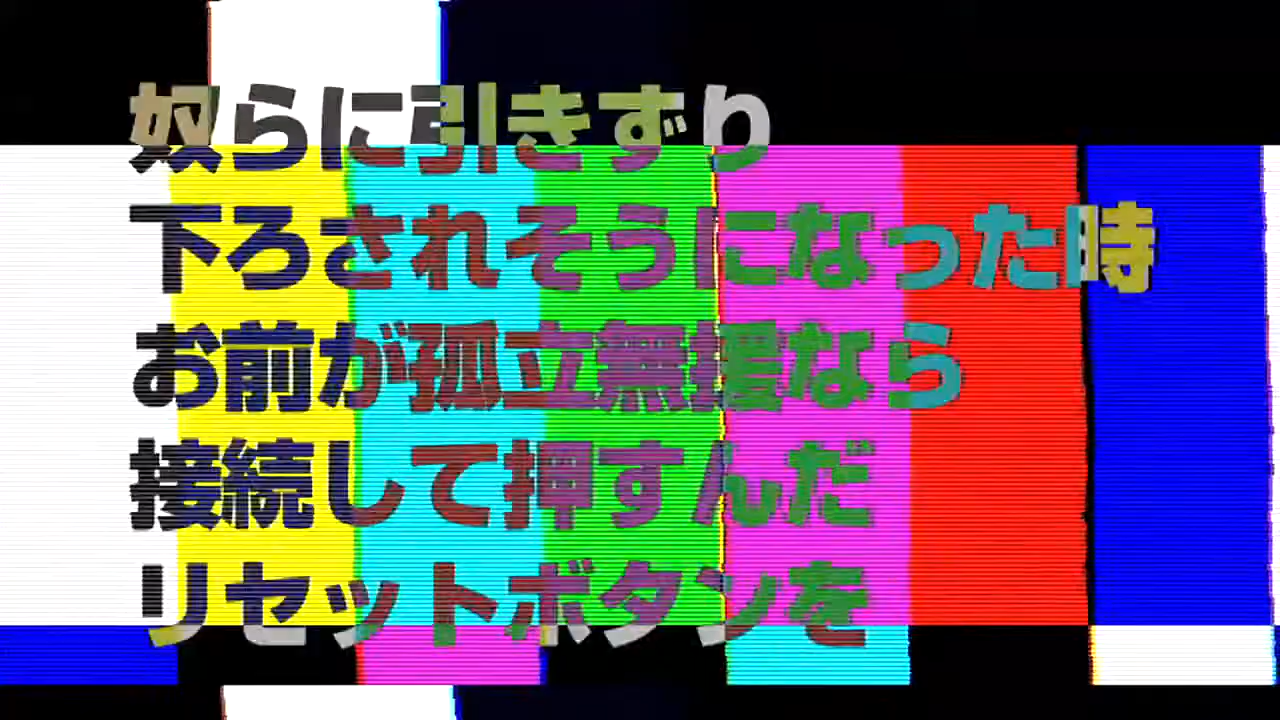 奴らに引きずり
下ろされそうになった時
お前が孤立無援なら
接続して押すんだ
リセットボタンを